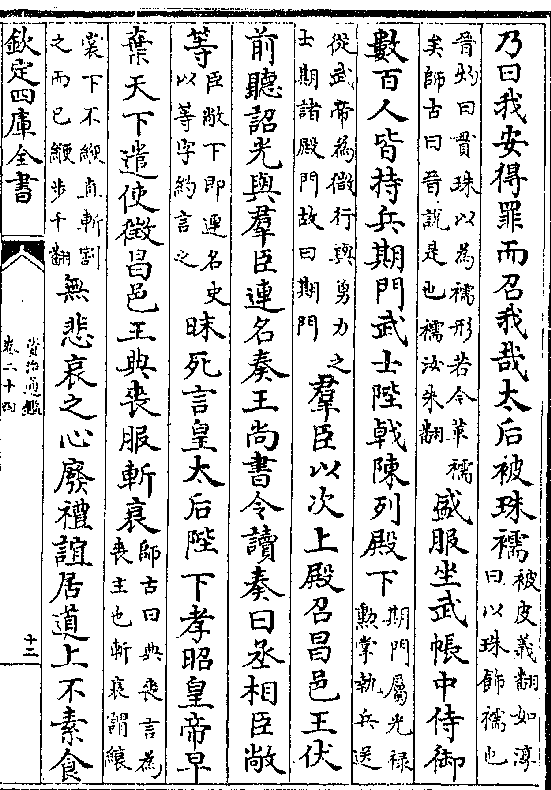 乃曰我安得罪而召我哉太后被珠襦被皮義翻如淳曰以珠飾襦也
晉灼曰貫珠以為襦形若今革襦矣師古曰晉說是也襦汝朱翻盛服坐武帳中侍御
數百人皆持兵期門武士陛戟陳列殿下期門屬光禄勲掌執兵送
從武帝為微行與勇力之士期諸殿門故曰期門羣臣以次上殿召昌邑王伏
前聽詔光與羣臣連名奏王尚書令讀奏曰丞相臣敞
等臣敞下即連名史以等字約言之昧死言皇太后陛下孝昭皇帝早
棄天下遣使徵昌邑王典喪服斬衰師古曰典喪言為喪主也斬衰謂縗
裳下不緶直斬割之而已緶步千翻無悲哀之心廢禮誼居道上不素食
欽定四庫全書
資治通鑑
卷二十四
十二